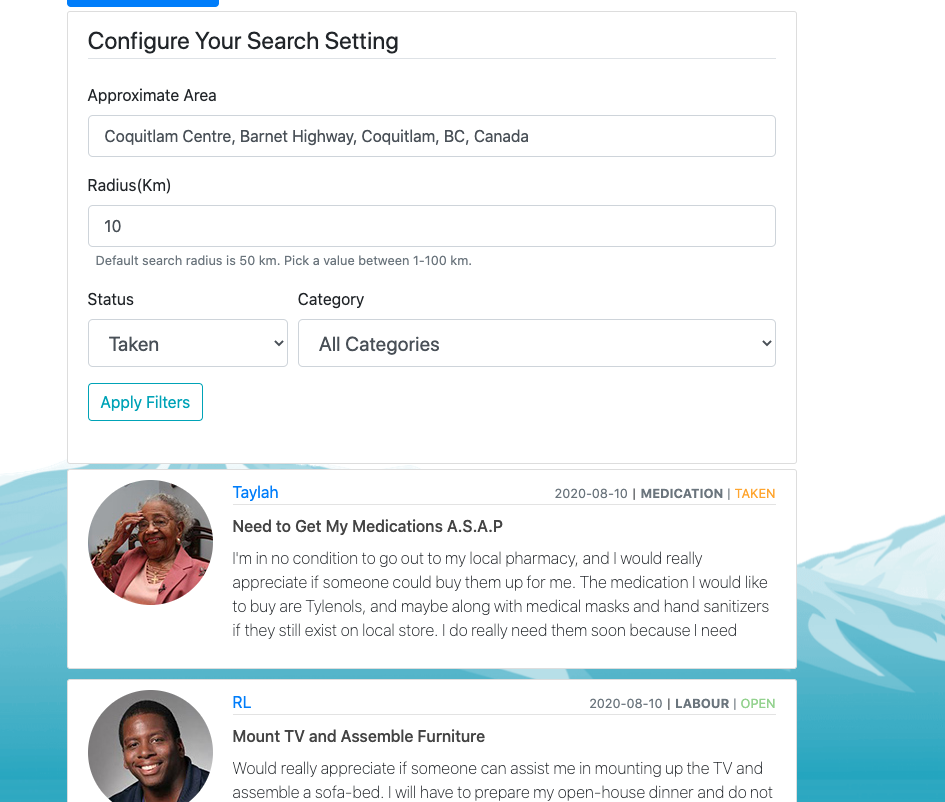 Configure Your Search Setting
Approximate Area
Coquitlam Centre, Barnet Highway, Coquitlam, BC, Canada
Radius(Km)
10
Default search radius is 50 km. Pick a value between 1-100 km.
Status Category
Taken All Categories
Apply Filters
Taylah 2020-08-10 | MEDICATION | TAKEN
Need to Get My Medications A.S.A.P
I'm in no condition to go out to my local pharmacy, and I would really
appreciate if someone could buy them up for me. The medication I would like
to buy are Tylenols, and maybe along with medical masks and hand sanitizers
if they still exist on local store. I do really need them soon because I need
RL 2020-08-10 | LABOUR | OPEN
Mount TV and Assemble Furniture
Would really appreciate if someone can assist me in mounting up the TV and
assemble a sofa-bed. I will have to prepare my open-house dinner and do not